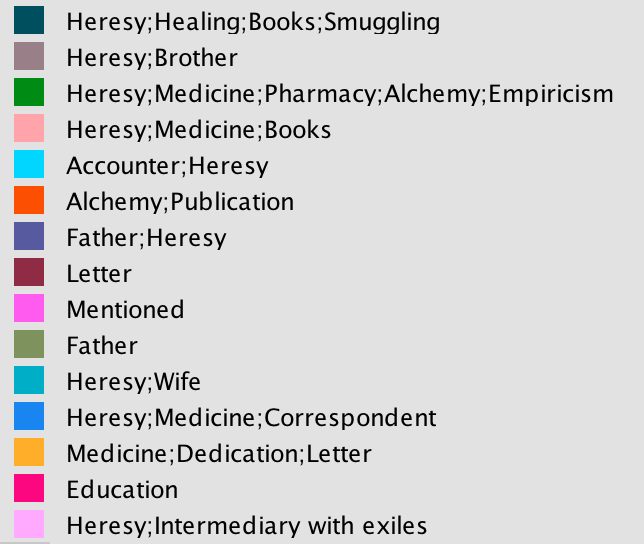 Heresy;Healing;Books;Smuggling
Heresy;Brother
Heresy;Medicine;Pharmacy;Alchemy;Empiricism
Heresy;Medicine;Books
Accounter;Heresy
Alchemy;Publication
Father;Heresy
Letter
Mentioned
Father
Heresy;Wife
Heresy;Medicine;Correspondent
Medicine;Dedication;Letter
Education
Heresy;Intermediary with exiles